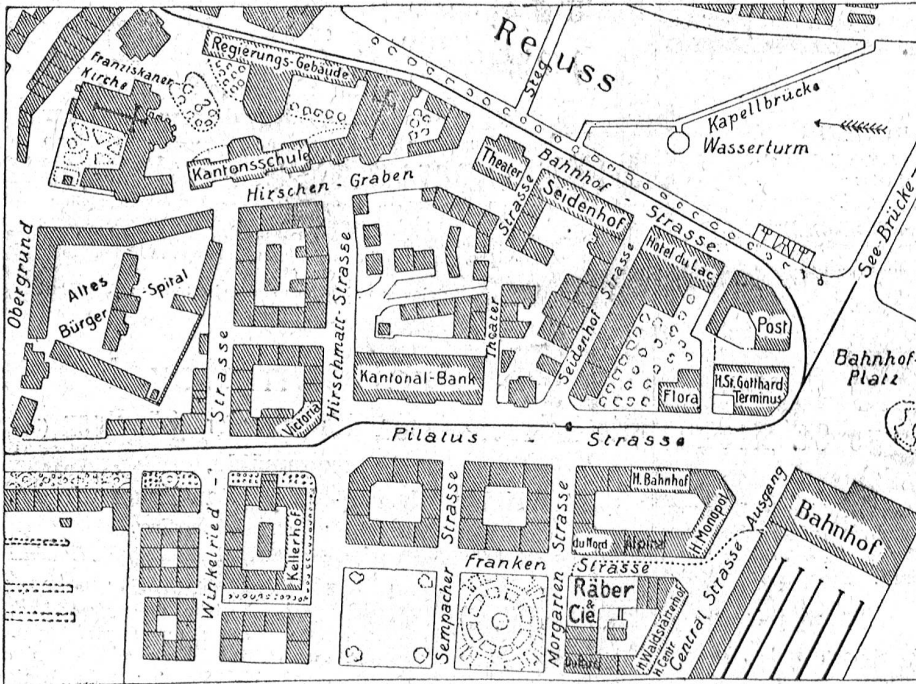 Reguss
Steg
Regierungs-Gebäude
Franziskaner
Kirche
Kapellbrücke
Wasserturm
Kantonsschule
Theater
Bahnhof - Strasse
Hirschen - Graben
Seidenhof
Strasse
See-Brücke
Hotel du Lac
Obergrund
Altes
Bürger -Spital
Strasse
Hirschmatt-Strasse
Theater
Seidenhof Strasse
Post
Bahnhof-
Platz
Kantonal-Bank
Flora
H. St. Gotthard
Terminus
Victoria
Pilatus - Strasse
H. Bahnhof
Ausgang
Bahnhof
H. Monopol
Winkelried -
Kellerhof
Sempacher Strasse
Franken Strasse
Morgarten Strasse
du Nord
Alpina
Räber
& Cie
H. Waldstätterhof
H. Central
Central Strasse